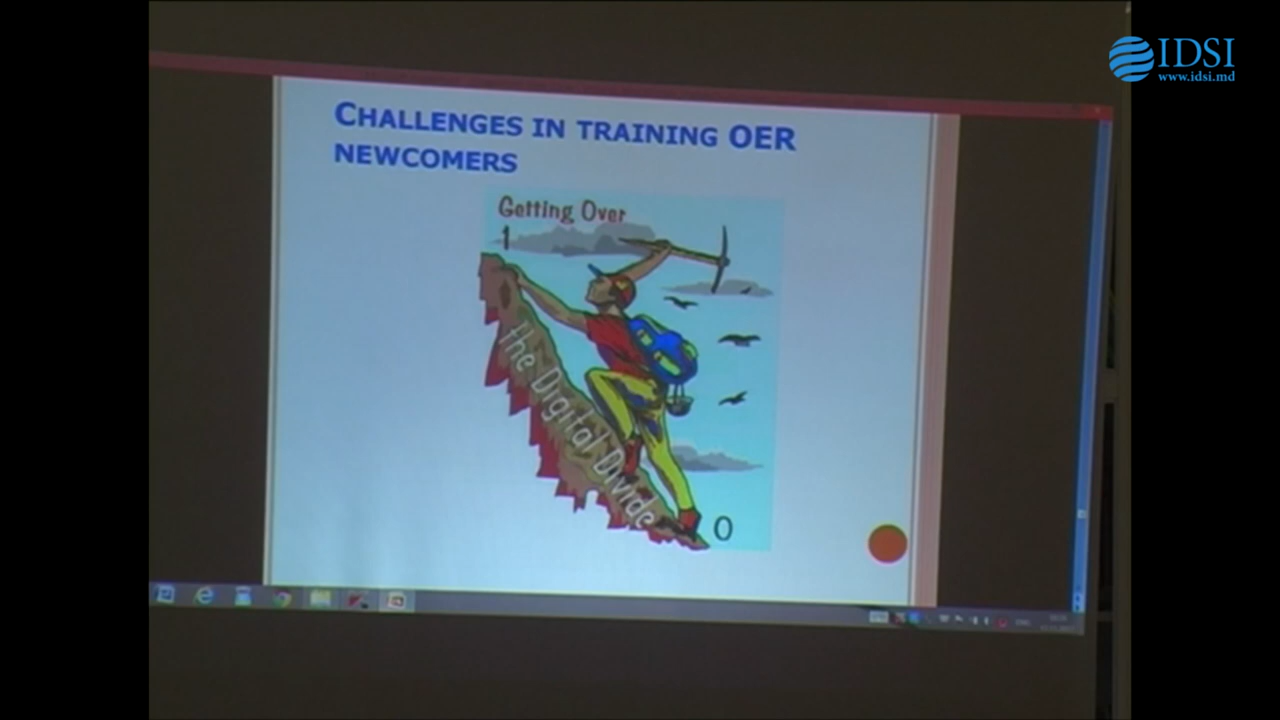 IDSI
www.idsi.md
CHALLENGES IN TRAINING OER
NEWCOMERS
Getting Over
1
the Digital Divide
0